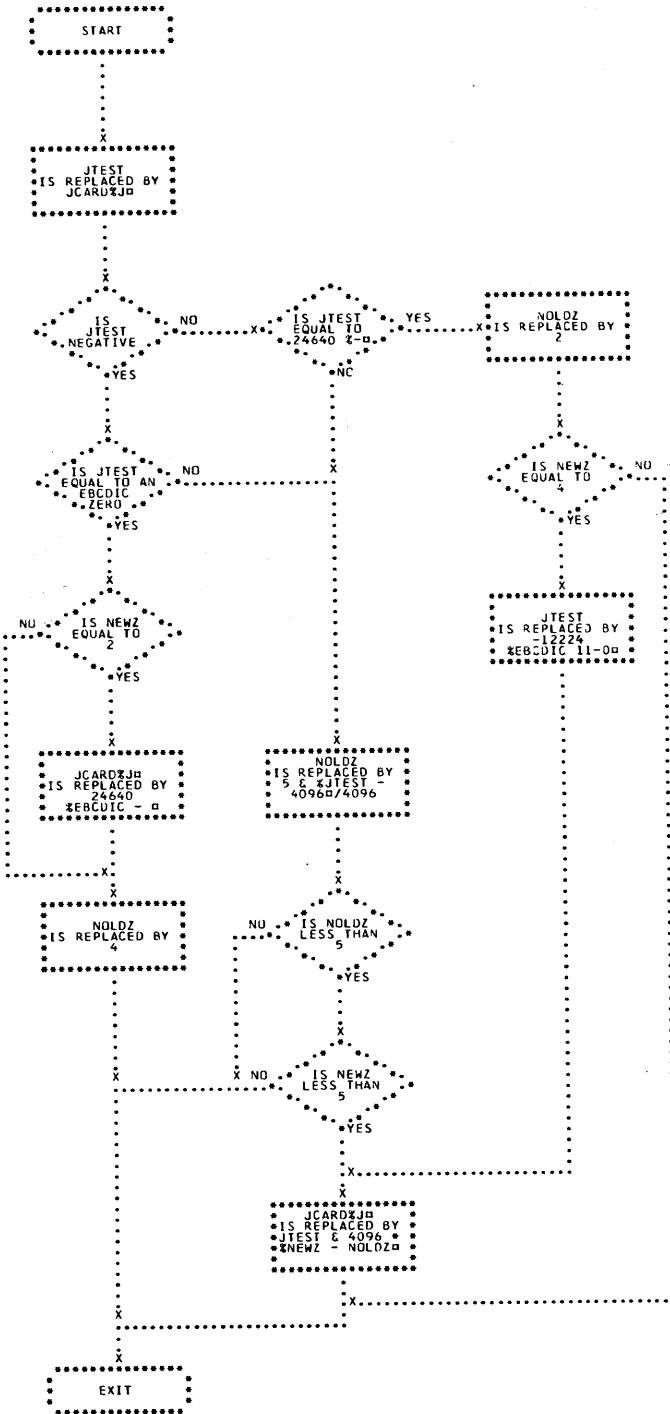 START
JTEST
IS REPLACED BY
JCARD%J¤
IS
JTEST
NEGATIVE
NO
YES
IS JTEST
EQUAL TO
24640 %-¤
YES
NO
NOLDZ
IS REPLACED BY
2
IS JTEST
EQUAL TO AN
EBCDIC
ZERO
NO
YES
IS NEWZ
EQUAL TO
4
NO
YES
NO
IS NEWZ
EQUAL TO
2
YES
JTEST
IS REPLACED BY
-12224
%EBCDIC 11-0¤
JCARD%J¤
IS REPLACED BY
24640
%EBCDIC - ¤
NOLDZ
IS REPLACED BY
5 & %JTEST -
4096¤/4096
NOLDZ
IS REPLACED BY
4
NO
IS NOLDZ
LESS THAN
5
YES
NO
IS NEWZ
LESS THAN
5
YES
JCARD%J¤
IS REPLACED BY
JTEST & 4096 *
%NEWZ - NOLDZ¤
EXIT